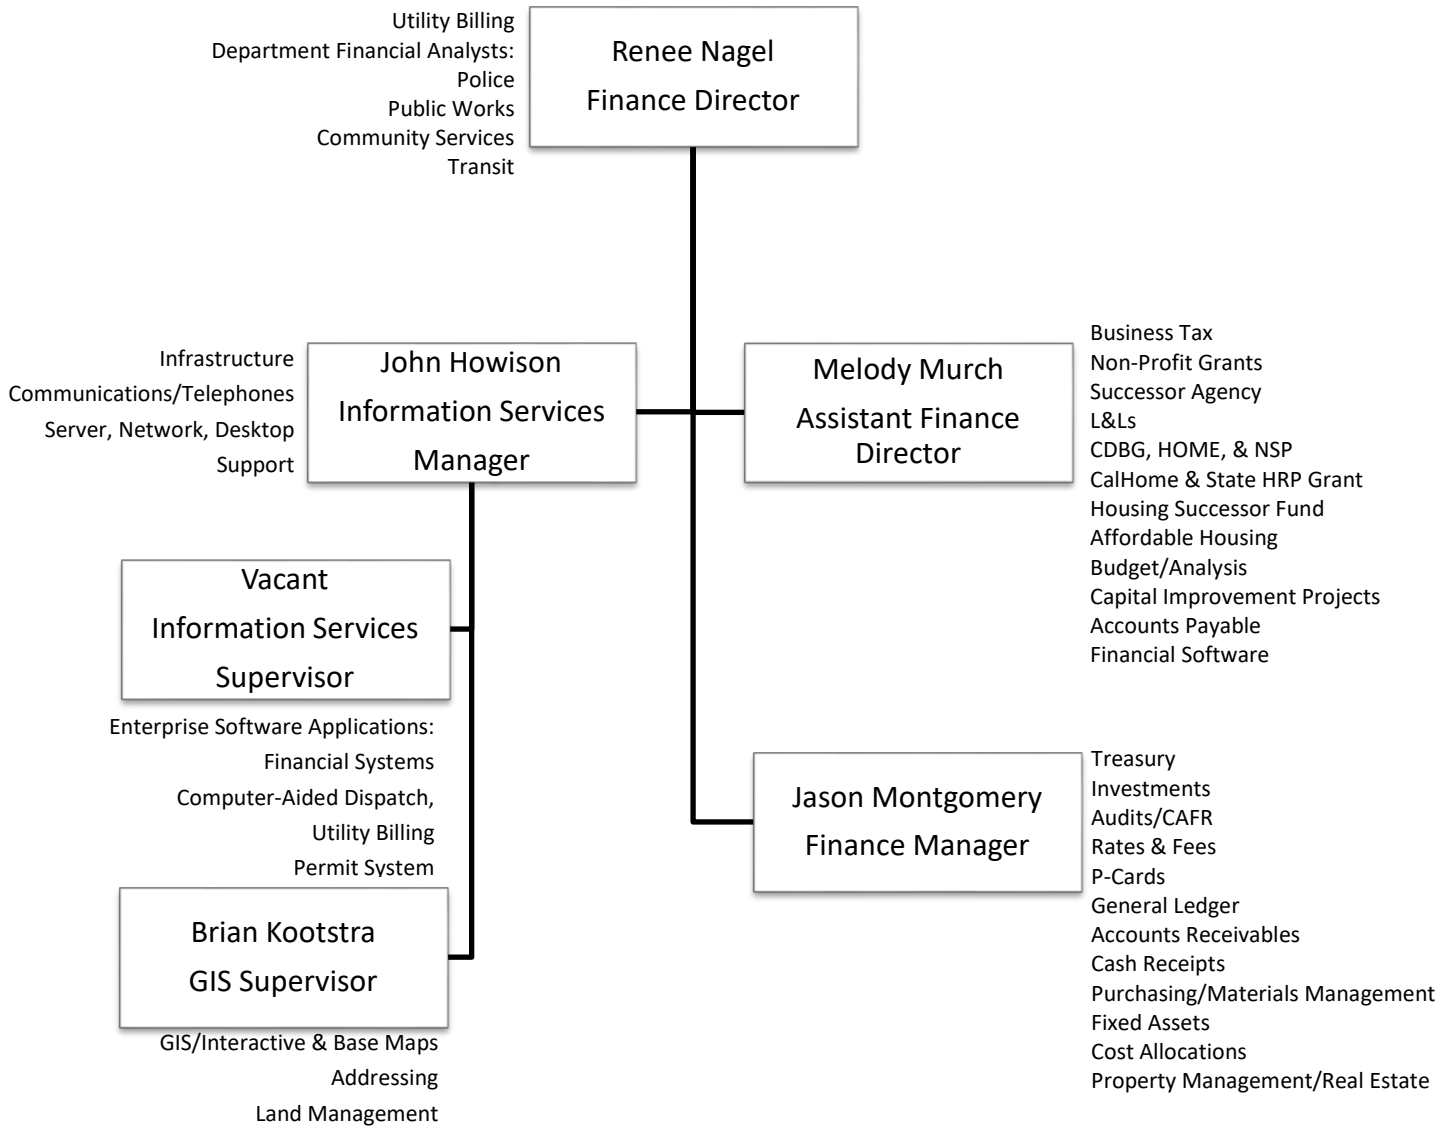 Utility Billing
Department Financial Analysts:
Police
Public Works
Community Services
Transit
Renee Nagel
Finance Director
Infrastructure
Communications/Telephones
Server, Network, Desktop
Support
John Howison
Information Services
Manager
Melody Murch
Assistant Finance
Director
Business Tax
Non-Profit Grants
Successor Agency
L&Ls
CDBG, HOME, & NSP
CalHome & State HRP Grant
Housing Successor Fund
Affordable Housing
Budget/Analysis
Capital Improvement Projects
Accounts Payable
Financial Software
Vacant
Information Services
Supervisor
Enterprise Software Applications:
Financial Systems
Computer-Aided Dispatch,
Utility Billing
Permit System
Jason Montgomery
Finance Manager
Treasury
Investments
Audits/CAFR
Rates & Fees
P-Cards
General Ledger
Accounts Receivables
Cash Receipts
Purchasing/Materials Management
Fixed Assets
Cost Allocations
Property Management/Real Estate
Brian Kootstra
GIS Supervisor
GIS/Interactive & Base Maps
Addressing
Land Management